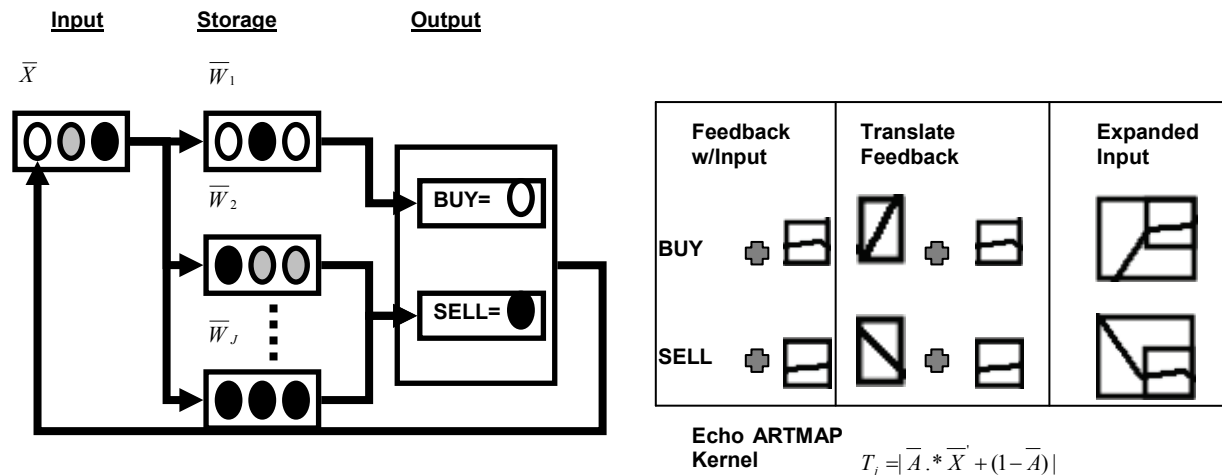 Input Storage Output
X̅ W̅1
W̅2
W̅J
BUY=
SELL=
Feedback w/Input
Translate Feedback
Expanded Input
BUY
SELL
Echo ARTMAP
Kernel
T_i =| A̅ .* X̅' + (1− A̅) |